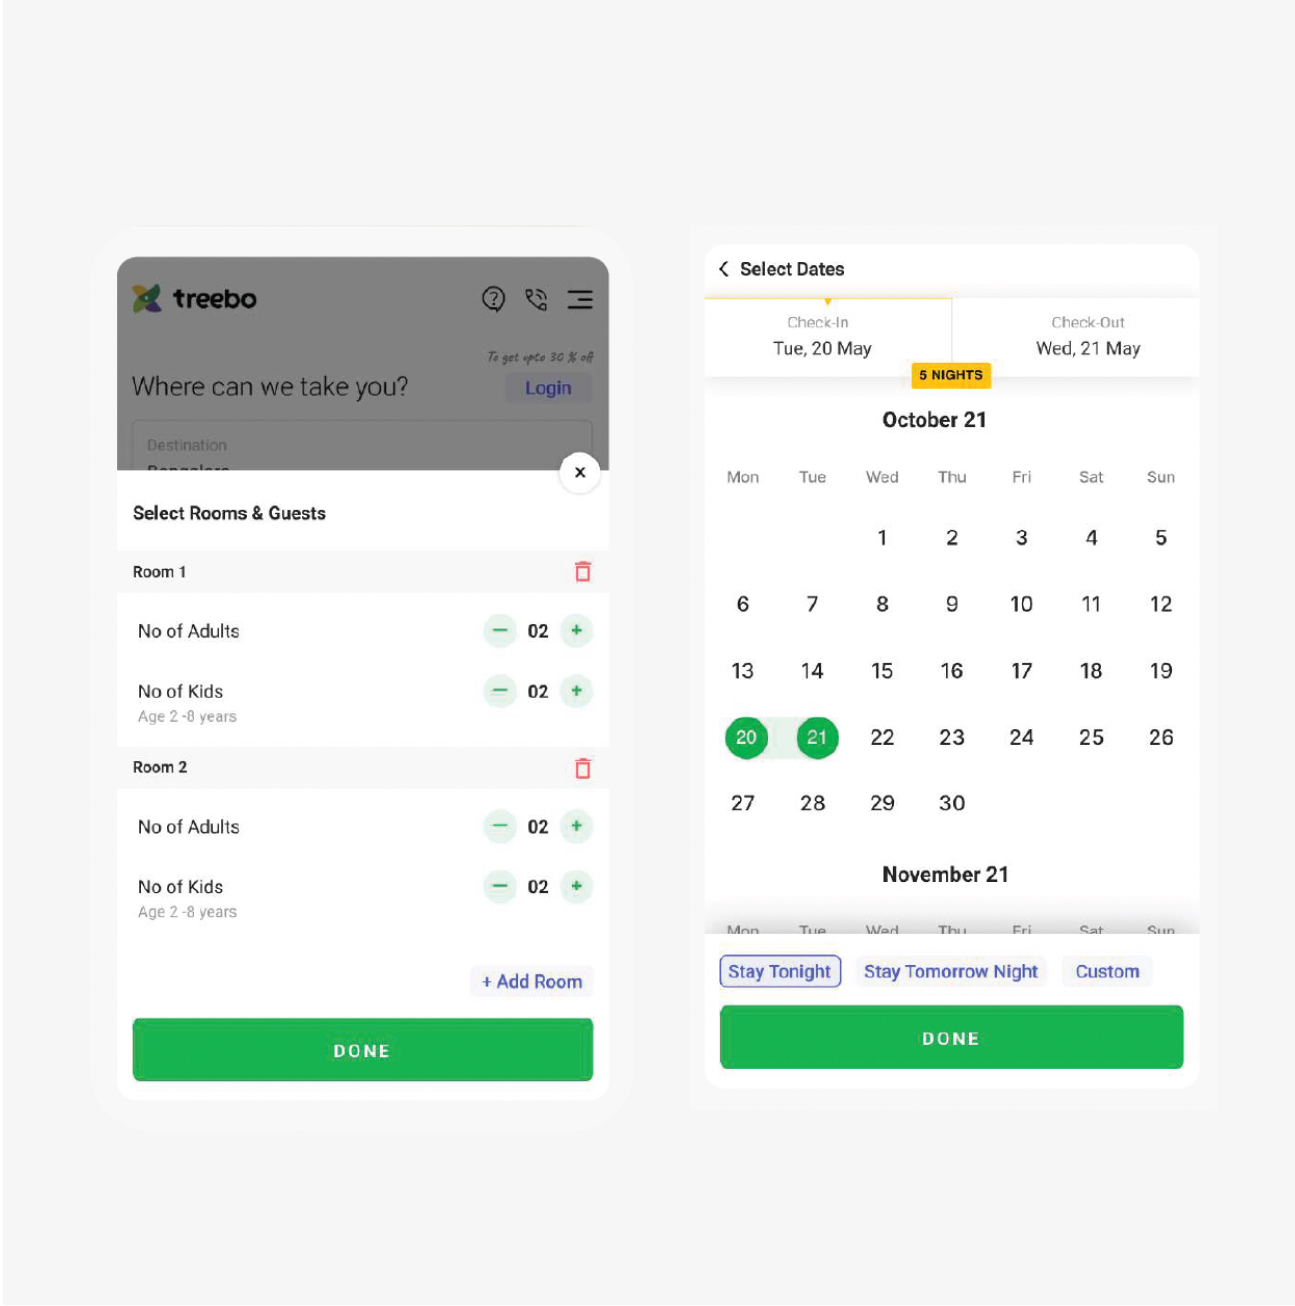 treebo
To get upto 30 % off
Where can we take you?
Login
Destination
Bangalore
x
Select Rooms & Guests
Room 1
No of Adults
− 02 +
No of Kids
− 02 +
Age 2 -8 years
Room 2
No of Adults
− 02 +
No of Kids
− 02 +
Age 2 -8 years
+ Add Room
DONE
Select Dates
Check-In
Tue, 20 May
Check-Out
Wed, 21 May
5 NIGHTS
October 21
Mon Tue Wed Thu Fri Sat Sun
1 2 3 4 5
6 7 8 9 10 11 12
13 14 15 16 17 18 19
20 21 22 23 24 25 26
27 28 29 30
November 21
Mon Tue Wed Thu Fri Sat Sun
Stay Tonight
Stay Tomorrow Night
Custom
DONE